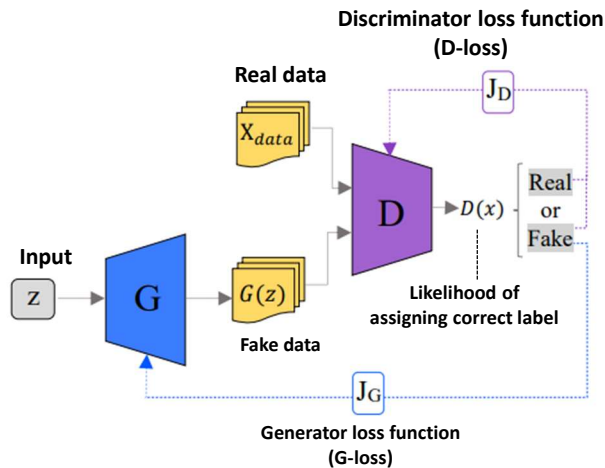 Discriminator loss function
(D-loss)
J_D
Real data
X_data
D
D(x)
Real
or
Fake
Input
z
G
G(z)
Fake data
Likelihood of
assigning correct label
J_G
Generator loss function
(G-loss)